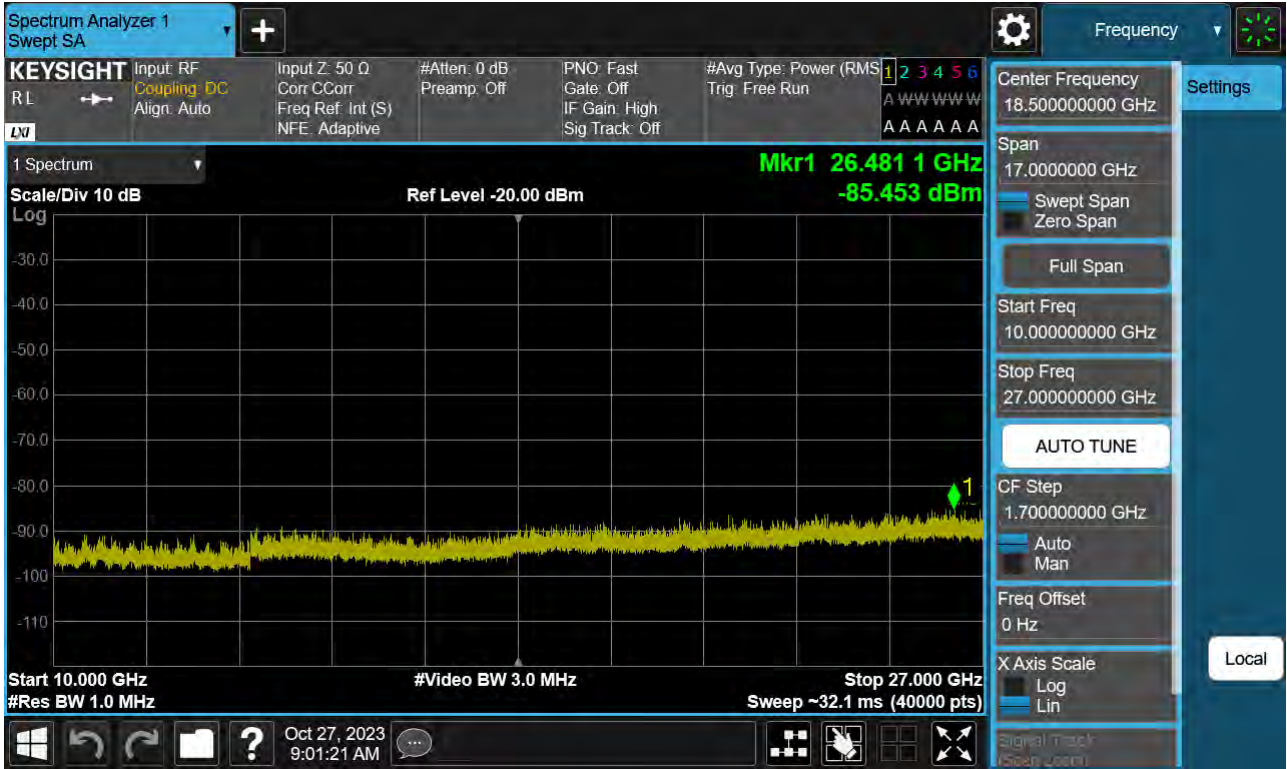 Spectrum Analyzer 1
Swept SA
Frequency
KEYSIGHT
R L
LXI
Input: RF
Coupling: DC
Align: Auto
Input Z: 50 Ω
Corr CCorr
Freq Ref: Int (S)
NFE: Adaptive
#Atten: 0 dB
Preamp: Off
PNO: Fast
Gate: Off
IF Gain: High
Sig Track: Off
#Avg Type: Power (RMS
Trig: Free Run
1 2 3 4 5 6
A W W W W W
A A A A A A
1 Spectrum
Scale/Div 10 dB
Log
Ref Level -20.00 dBm
Mkr1 26.481 1 GHz
-85.453 dBm
-30.0
-40.0
-50.0
-60.0
-70.0
-80.0
1
-90.0
-100
-110
Start 10.000 GHz
#Video BW 3.0 MHz
Stop 27.000 GHz
#Res BW 1.0 MHz
Sweep ~32.1 ms (40000 pts)
Center Frequency
18.500000000 GHz
Span
17.0000000 GHz
Swept Span
Zero Span
Full Span
Start Freq
10.000000000 GHz
Stop Freq
27.000000000 GHz
AUTO TUNE
CF Step
1.700000000 GHz
Auto
Man
Freq Offset
0 Hz
X Axis Scale
Log
Lin
Signal Track
(Span Zoom)
Settings
Local
?
Oct 27, 2023
9:01:21 AM